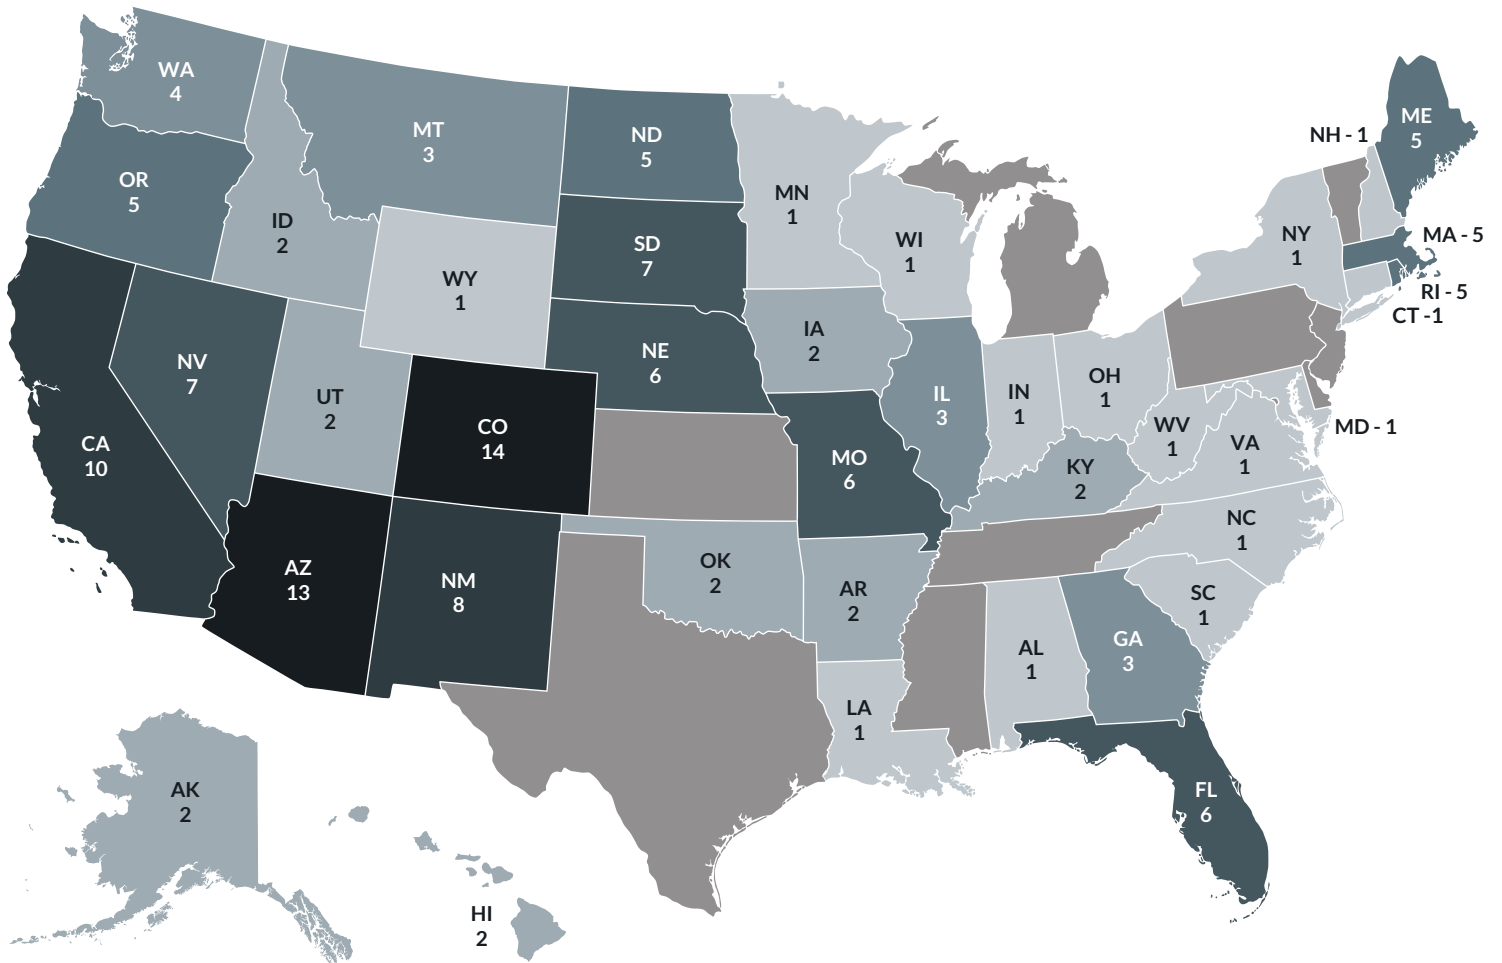 WA
4
MT
3
ND
5
ME
5
NH - 1
OR
5
ID
2
MN
1
SD
7
WI
1
NY
1
MA - 5
WY
1
RI - 5
CT -1
NV
7
NE
6
IA
2
UT
2
IL
3
IN
1
OH
1
CO
14
CA
10
MO
6
WV
1
VA
1
MD - 1
KY
2
NC
1
AZ
13
NM
8
OK
2
AR
2
SC
1
AL
1
GA
3
LA
1
AK
2
FL
6
HI
2